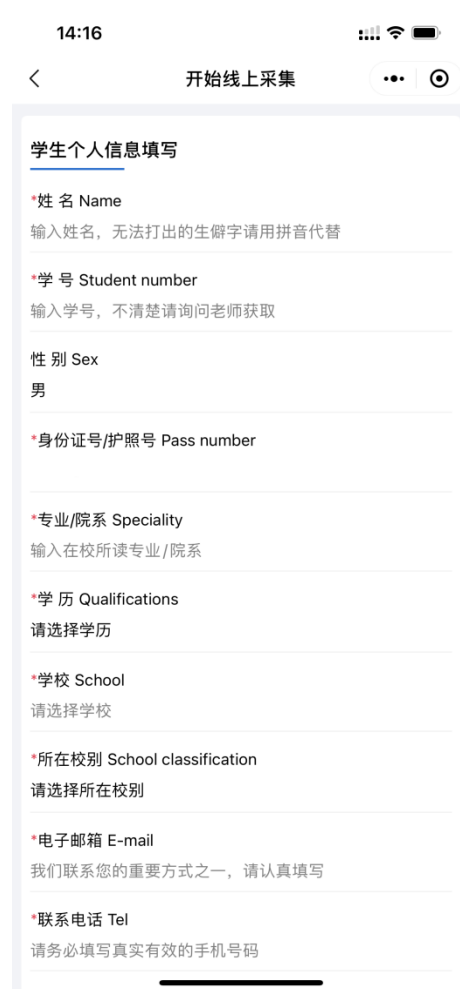 14:16
开始线上采集
学生个人信息填写
*姓 名 Name
输入姓名，无法打出的生僻字请用拼音代替
*学 号 Student number
输入学号，不清楚请询问老师获取
性 别 Sex
男
*身份证号/护照号 Pass number
*专业/院系 Speciality
输入在校所读专业/院系
*学 历 Qualifications
请选择学历
*学校 School
请选择学校
*所在校别 School classification
请选择所在校别
*电子邮箱 E-mail
我们联系您的重要方式之一，请认真填写
*联系电话 Tel
请务必填写真实有效的手机号码